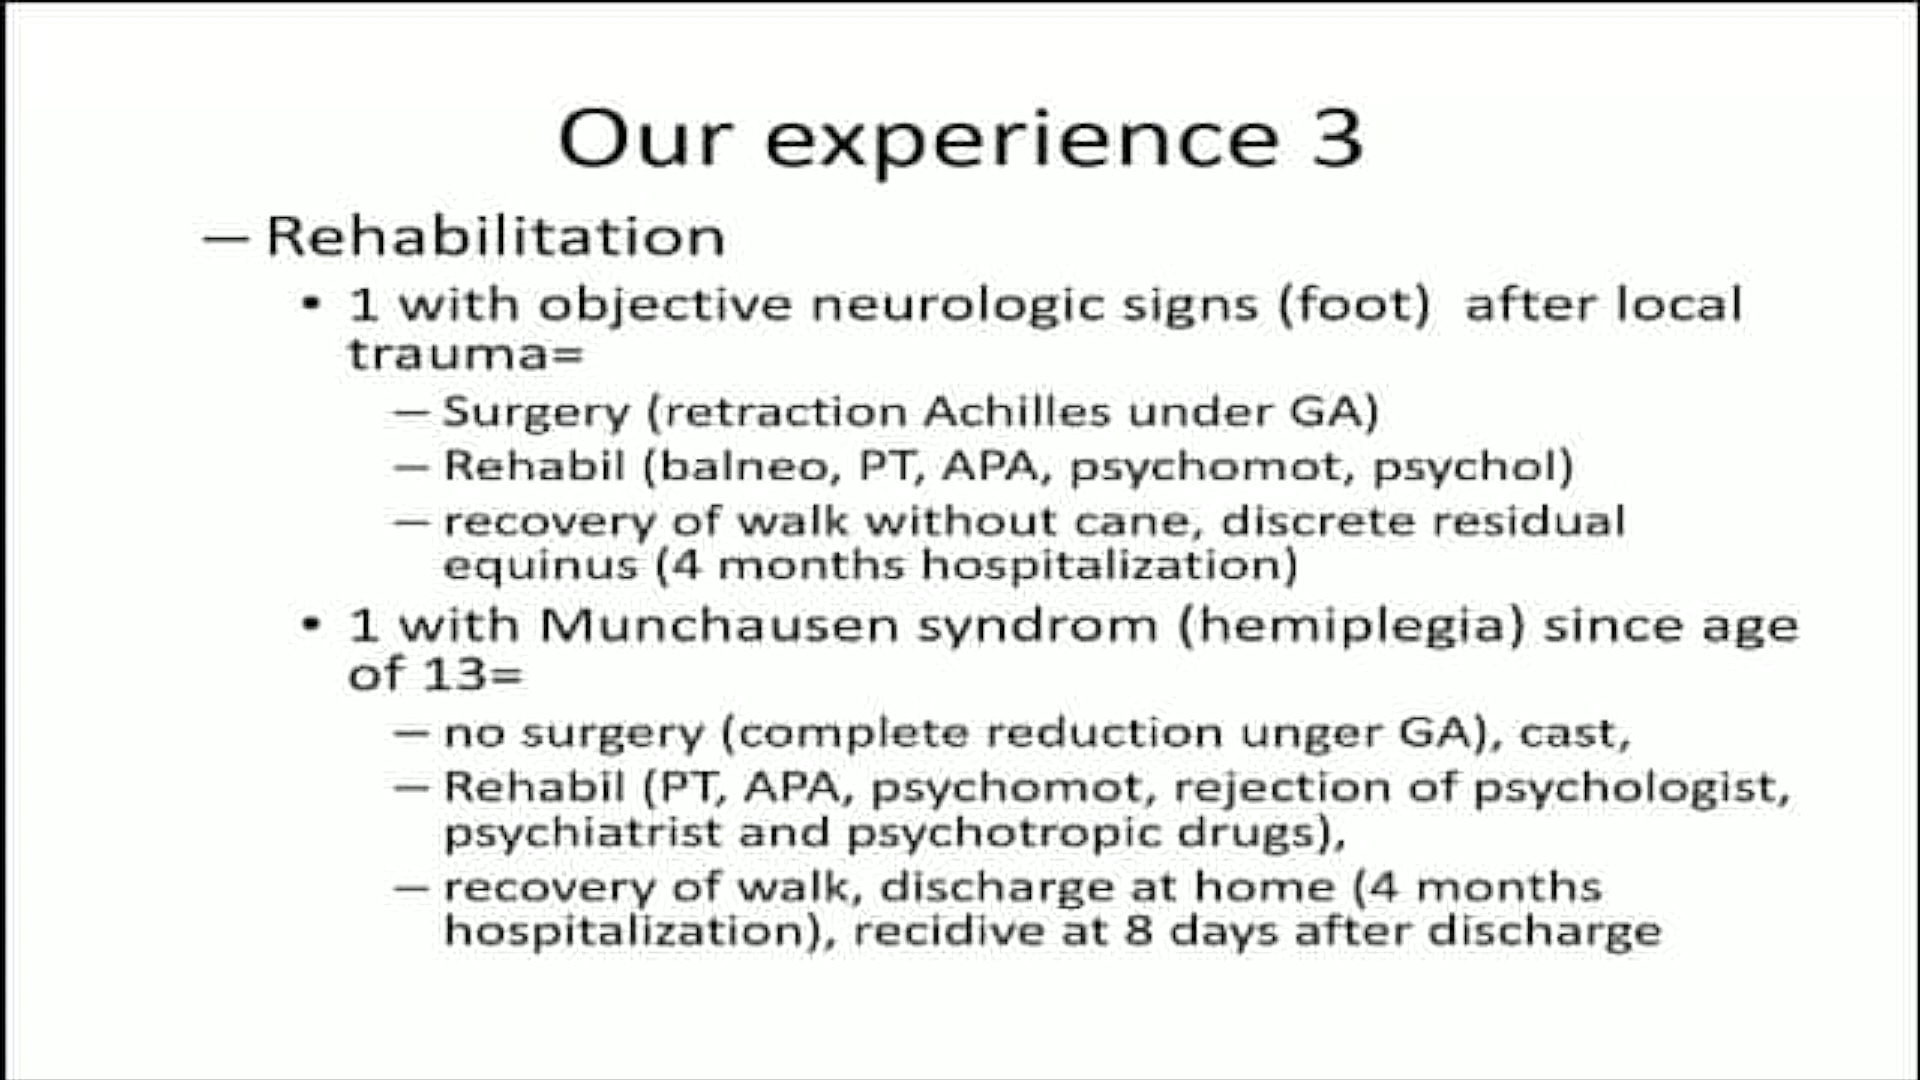 Our experience 3
– Rehabilitation
• 1 with objective neurologic signs (foot) after local
trauma=
– Surgery (retraction Achilles under GA)
– Rehabil (balneo, PT, APA, psychomot, psychol)
– recovery of walk without cane, discrete residual
equinus (4 months hospitalization)
• 1 with Munchausen syndrom (hemiplegia) since age
of 13=
– no surgery (complete reduction unger GA), cast,
– Rehabil (PT, APA, psychomot, rejection of psychologist,
psychiatrist and psychotropic drugs),
– recovery of walk, discharge at home (4 months
hospitalization), recidive at 8 days after discharge